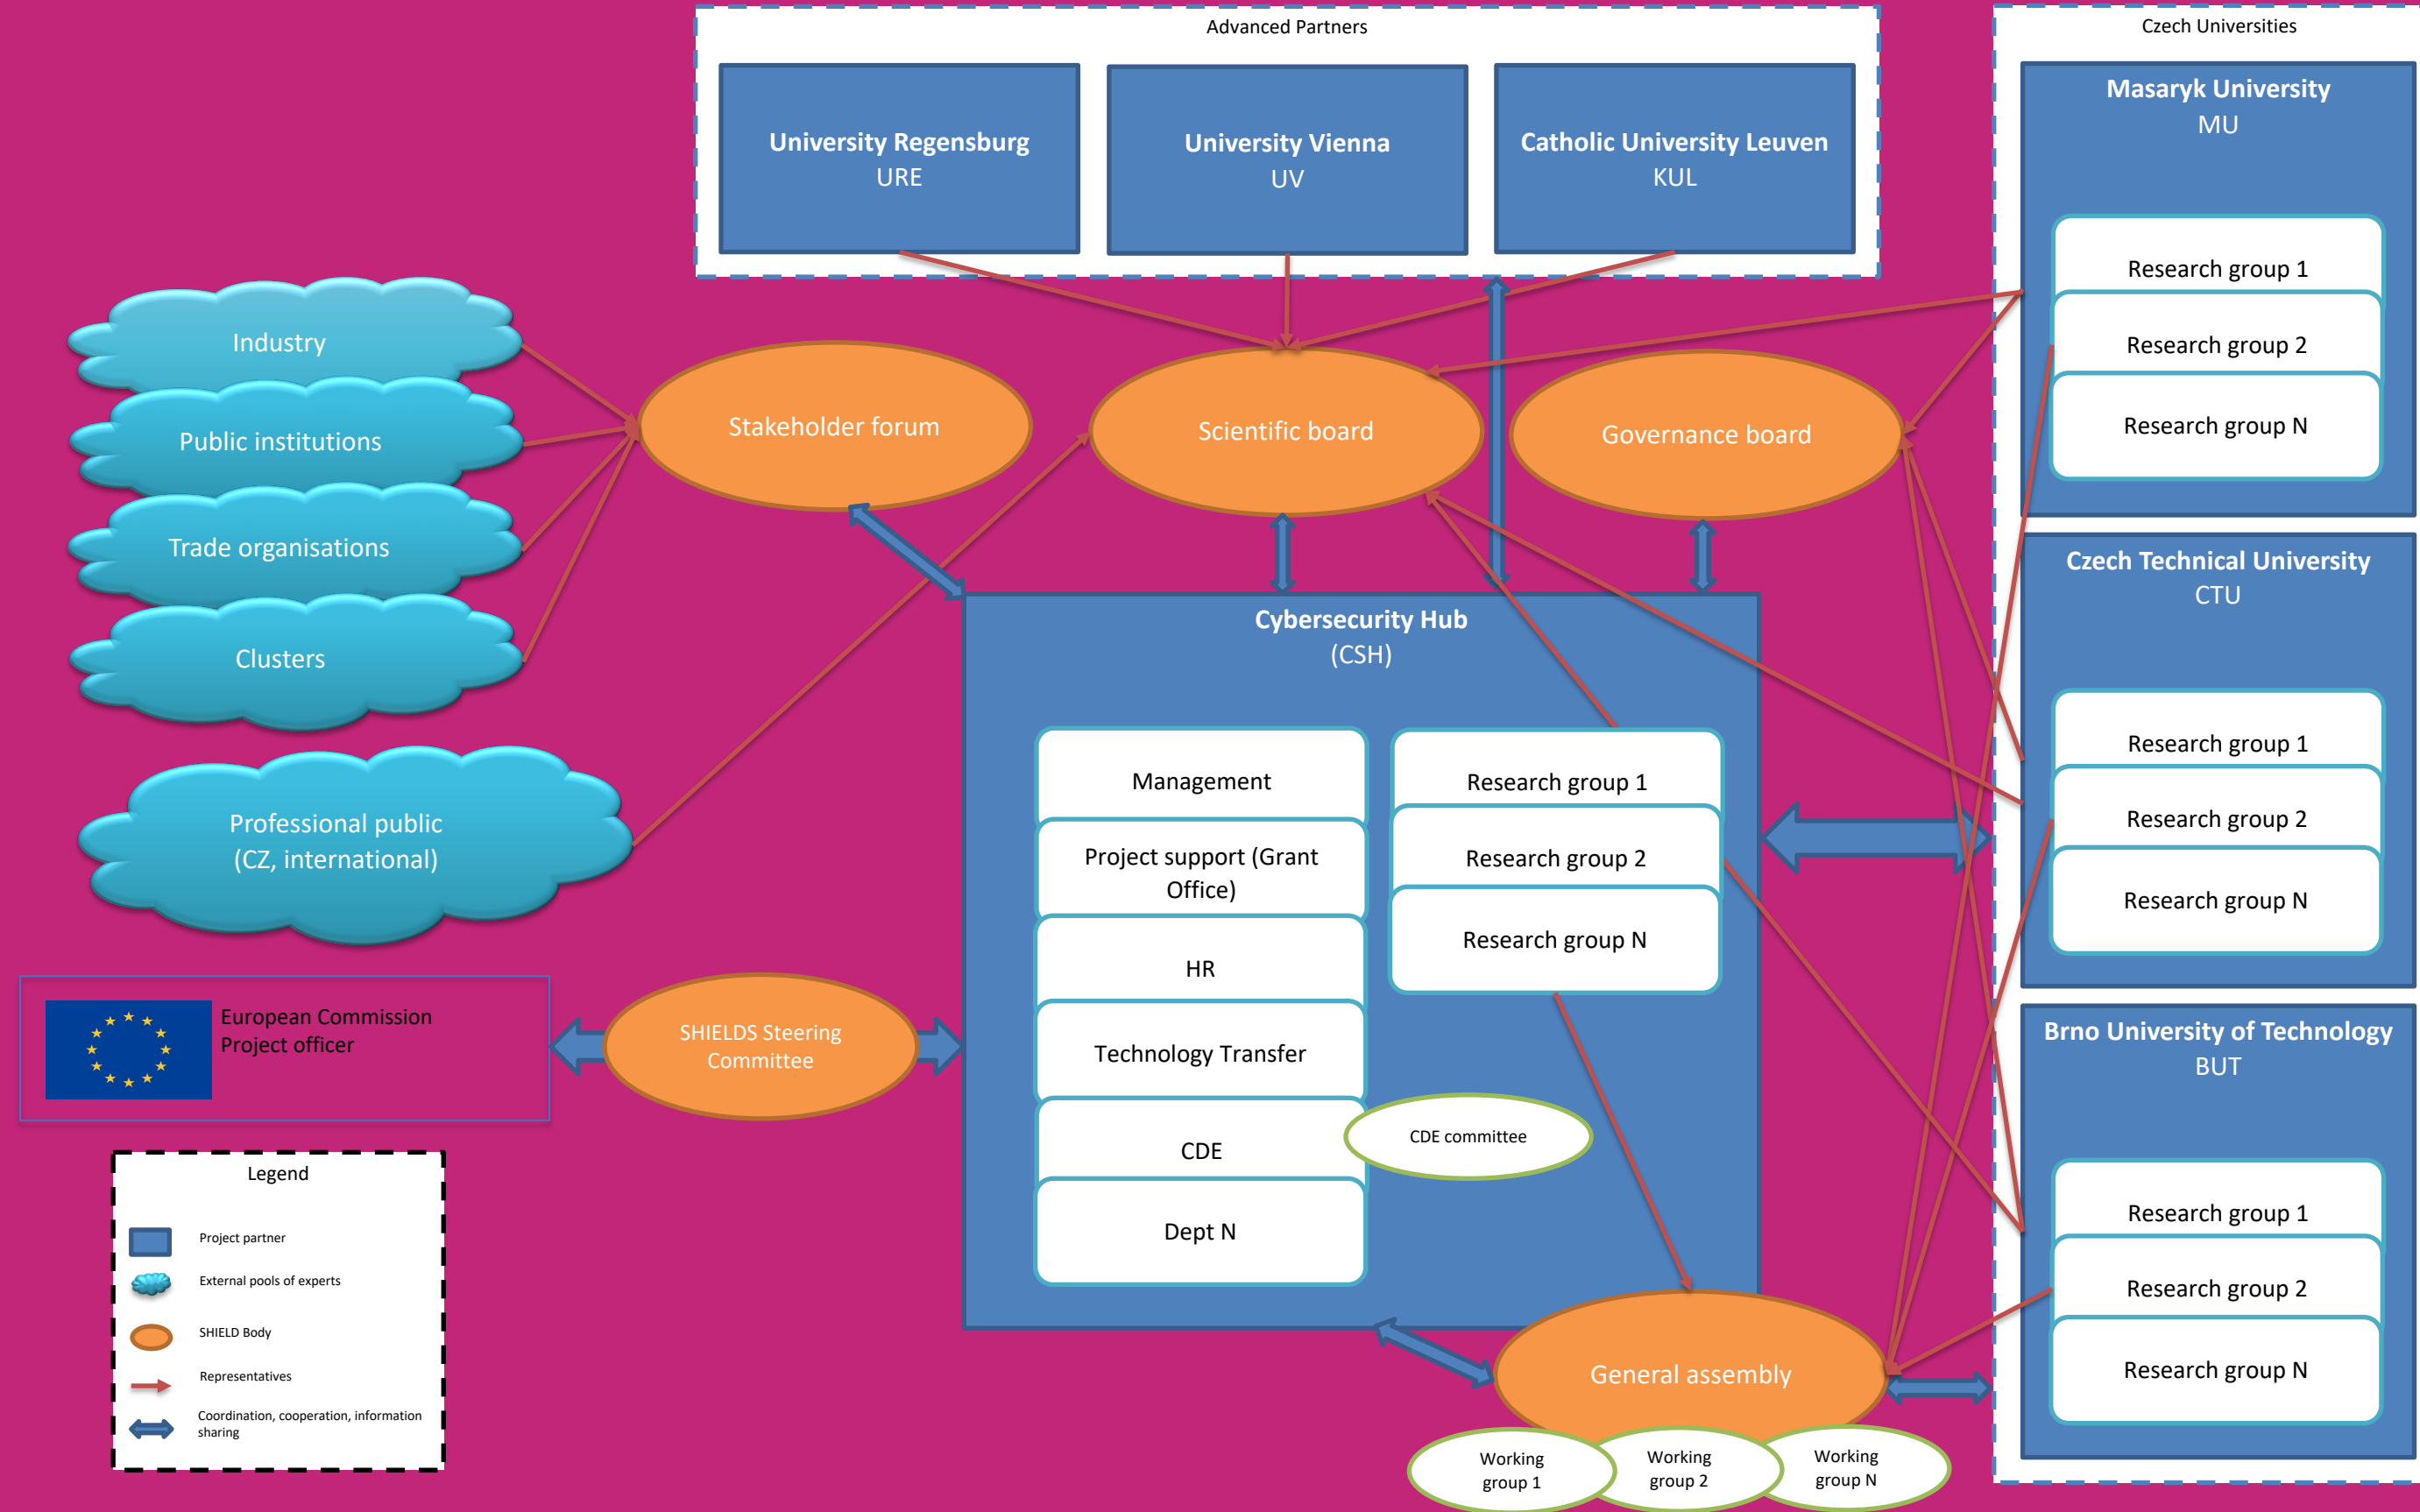 Advanced Partners
University Regensburg
URE
University Vienna
UV
Catholic University Leuven
KUL
Czech Universities
Masaryk University
MU
Research group 1
Research group 2
Research group N
Czech Technical University
CTU
Research group 1
Research group 2
Research group N
Brno University of Technology
BUT
Research group 1
Research group 2
Research group N
Industry
Public institutions
Trade organisations
Clusters
Professional public
(CZ, international)
Stakeholder forum
Scientific board
Governance board
Cybersecurity Hub
(CSH)
Management
Project support (Grant
Office)
HR
Technology Transfer
CDE
Dept N
Research group 1
Research group 2
Research group N
CDE committee
European Commission
Project officer
SHIELDS Steering
Committee
General assembly
Working
group 1
Working
group 2
Working
group N
Legend
Project partner
External pools of experts
SHIELD Body
Representatives
Coordination, cooperation, information
sharing